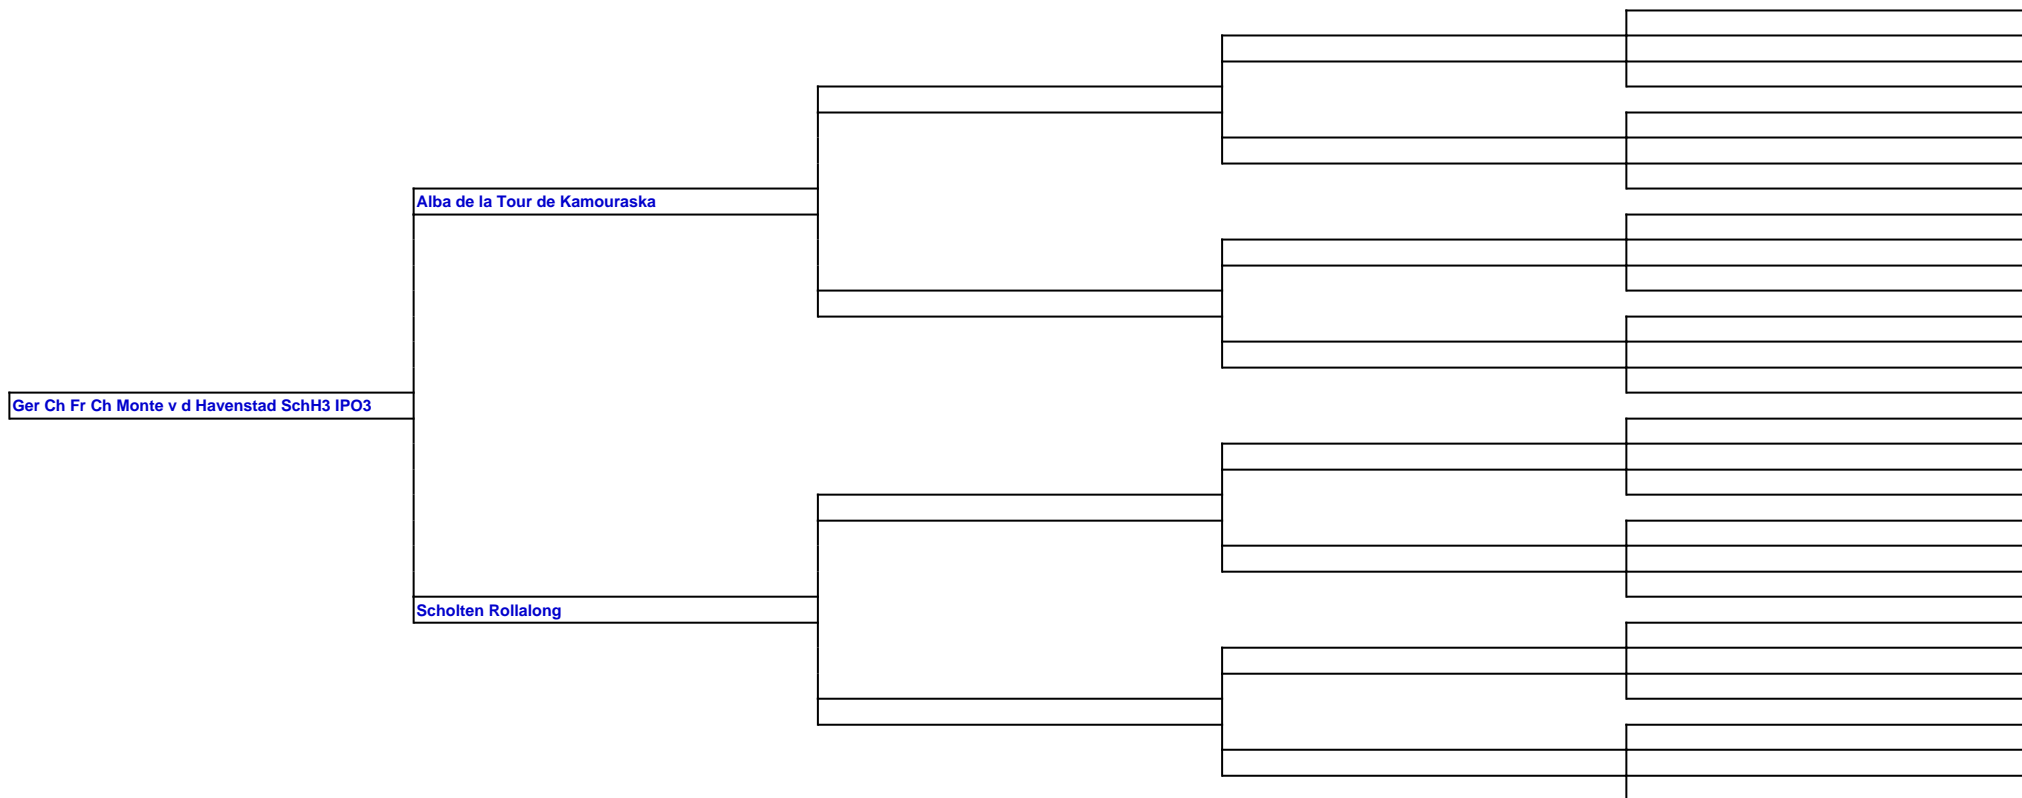 Alba de la Tour de Kamouraska
Ger Ch Fr Ch Monte v d Havenstad SchH3 IPO3
Scholten Rollalong